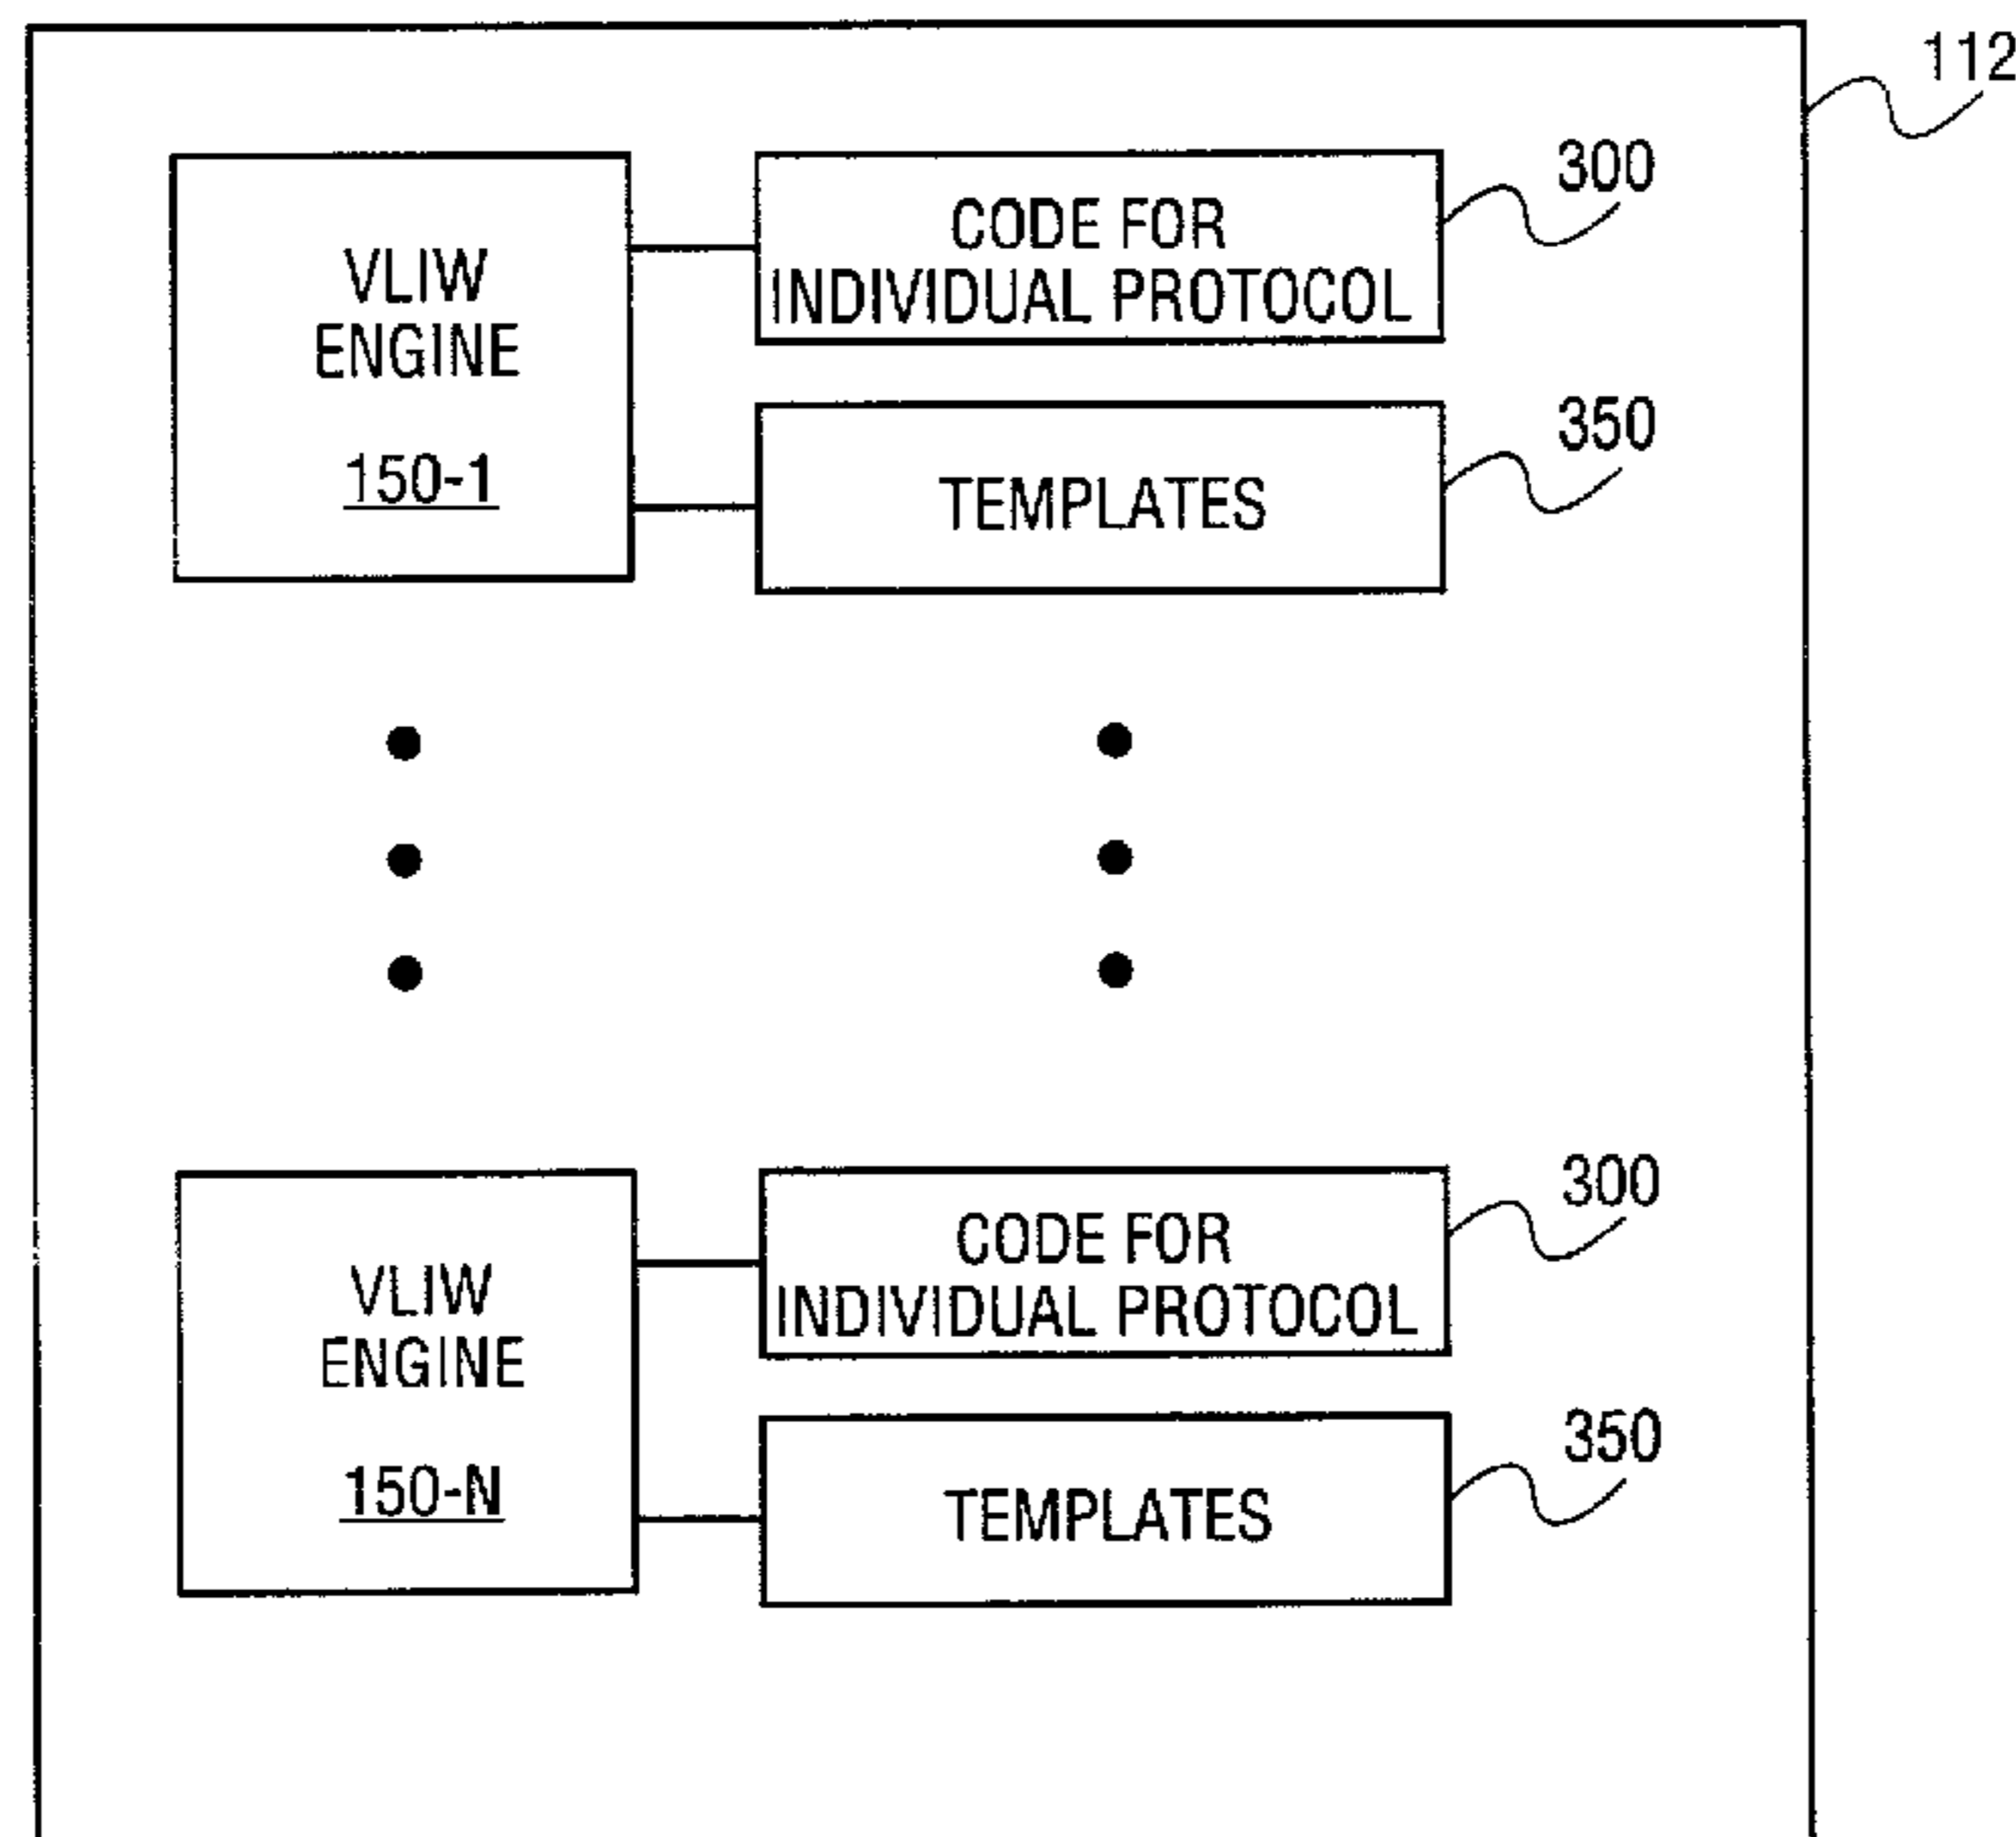 112
300
CODE FOR
INDIVIDUAL PROTOCOL
VLIW
ENGINE
150-1
350
TEMPLATES
300
CODE FOR
INDIVIDUAL PROTOCOL
VLIW
ENGINE
150-N
350
TEMPLATES